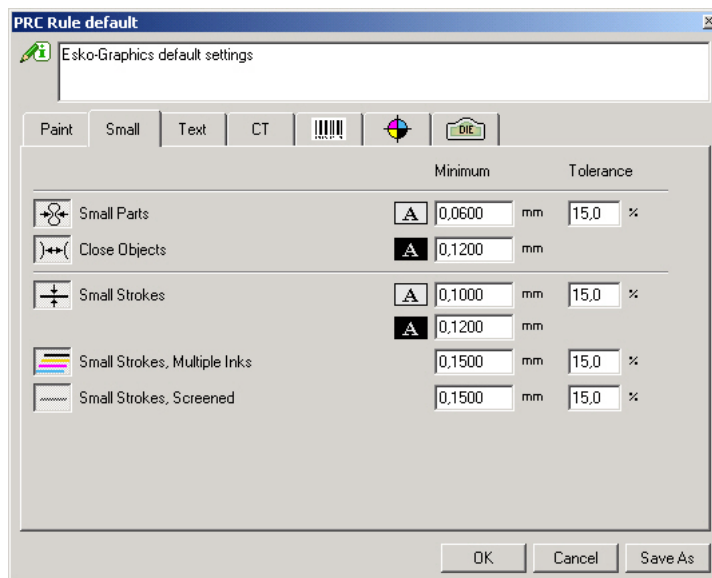 PRC Rule default
Esko-Graphics default settings
Paint Small Text CT DIE
Minimum Tolerance
Small Parts A 0,0600 mm 15,0 %
Close Objects A 0,1200 mm
Small Strokes A 0,1000 mm 15,0 %
A 0,1200 mm
Small Strokes, Multiple Inks 0,1500 mm 15,0 %
Small Strokes, Screened 0,1500 mm 15,0 %
OK Cancel Save As